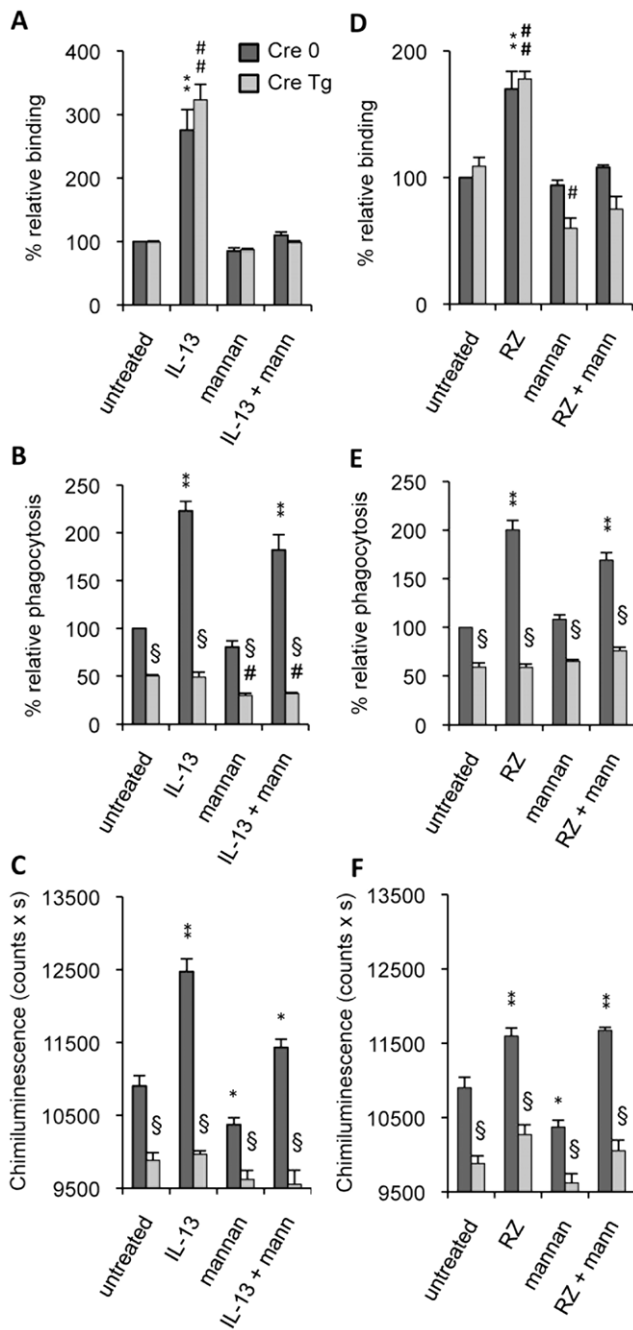 A
% relative binding
400
300
200
100
0
* *
# #
Cre 0
Cre Tg
untreated
IL-13
mannan
IL-13 + mann
D
% relative binding
200
100
0
* *
# #
#
untreated
RZ
mannan
RZ + mann
B
% relative phagocytosis
250
200
150
100
50
0
§
**
§
§
#
**
§
#
untreated
IL-13
mannan
IL-13 + mann
E
% relative phagocytosis
250
200
150
100
50
0
§
**
§
§
**
§
untreated
RZ
mannan
RZ + mann
C
Chimiluminescence (counts x s)
13500
12500
11500
10500
9500
§
**
§
*
§
*
§
untreated
IL-13
mannan
IL-13 + mann
F
Chimiluminescence (counts x s)
13500
12500
11500
10500
9500
§
**
§
*
§
**
§
untreated
RZ
mannan
RZ + mann